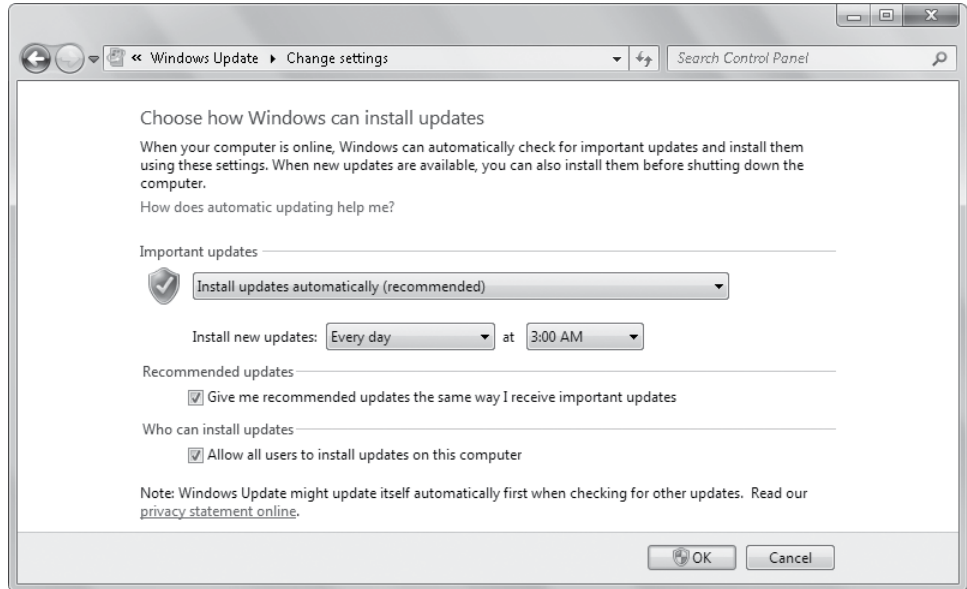 « Windows Update ▸ Change settings
Search Control Panel
Choose how Windows can install updates
When your computer is online, Windows can automatically check for important updates and install them
using these settings. When new updates are available, you can also install them before shutting down the
computer.
How does automatic updating help me?
Important updates
Install updates automatically (recommended)
Install new updates: Every day at 3:00 AM
Recommended updates
Give me recommended updates the same way I receive important updates
Who can install updates
Allow all users to install updates on this computer
Note: Windows Update might update itself automatically first when checking for other updates. Read our
privacy statement online.
OK Cancel